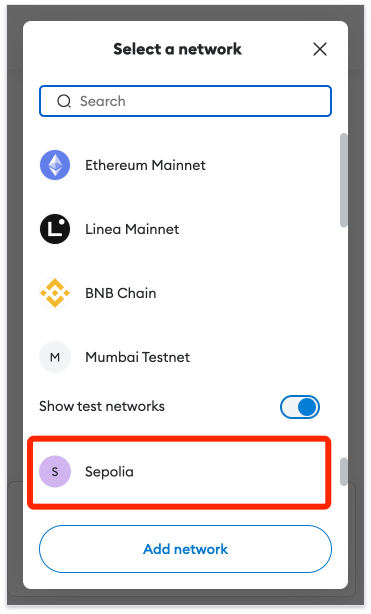 Select a network
Search
Ethereum Mainnet
L
Linea Mainnet
BNB Chain
M
Mumbai Testnet
Show test networks
S
Sepolia
Add network